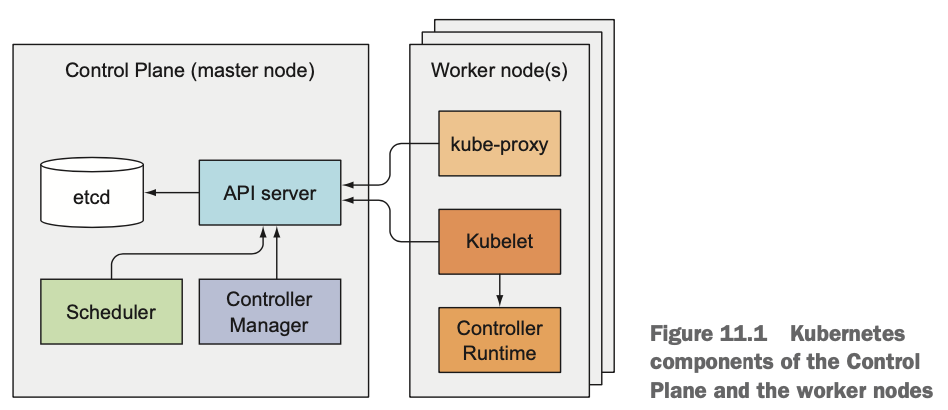 Control Plane (master node)
etcd
API server
Scheduler
Controller
Manager
Worker node(s)
kube-proxy
Kubelet
Controller
Runtime
Figure 11.1 Kubernetes
components of the Control
Plane and the worker nodes